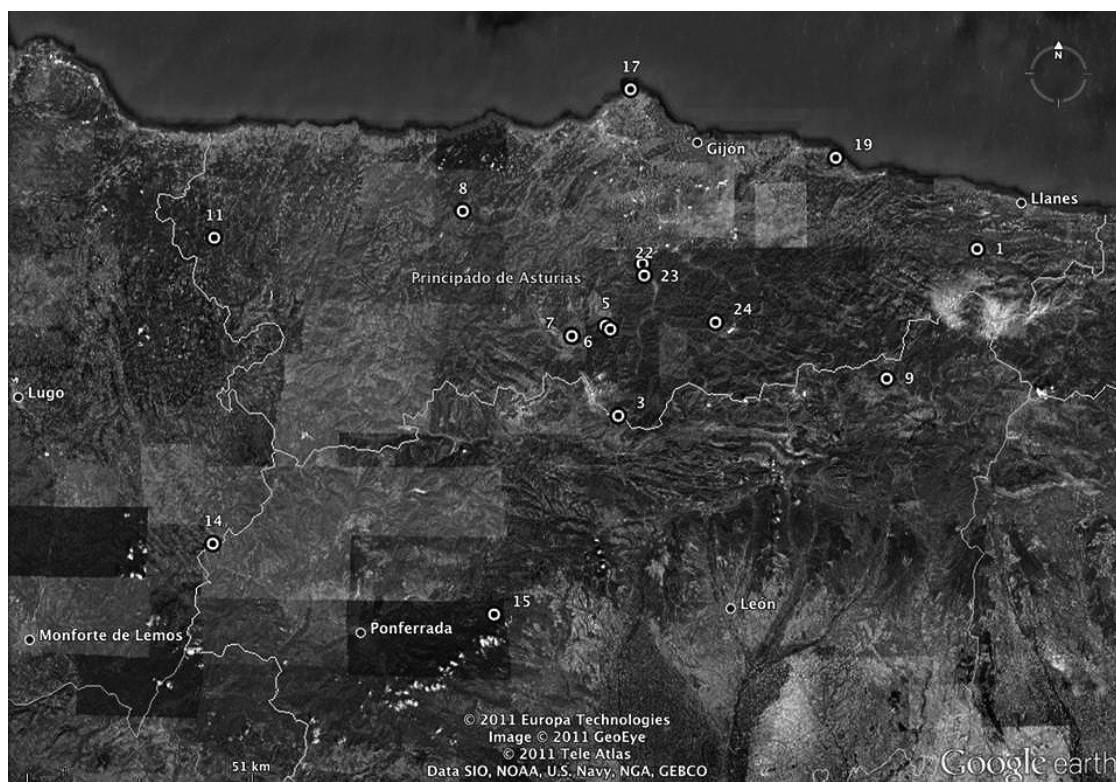 N
17
Gijón
19
Llanes
8
11
1
22
Principado de Asturias
23
5
24
7
6
9
Lugo
3
14
15
León
Ponferrada
Monforte de Lemos
© 2011 Europa Technologies
Image © 2011 GeoEye
© 2011 Tele Atlas
Data SIO, NOAA, U.S. Navy, NGA, GEBCO
51 km
Google earth